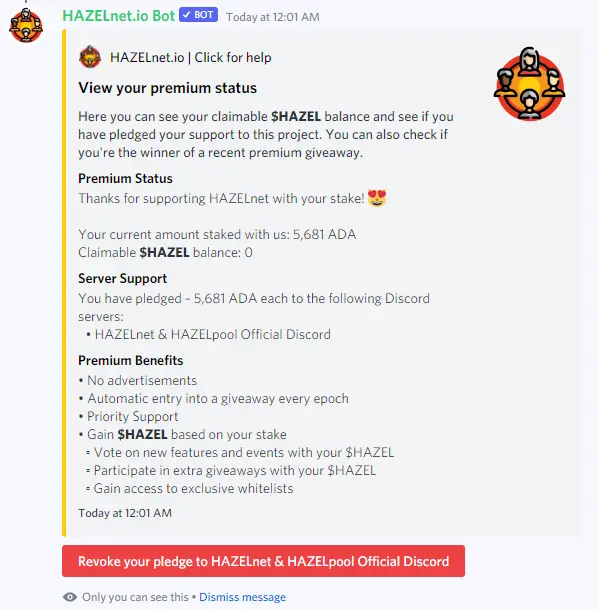 HAZELnet.io Bot ✓ BOT Today at 12:01 AM
HAZELnet.io | Click for help
View your premium status
Here you can see your claimable $HAZEL balance and see if you
have pledged your support to this project. You can also check if
you're the winner of a recent premium giveaway.
Premium Status
Thanks for supporting HAZELnet with your stake! 😻
Your current amount staked with us: 5,681 ADA
Claimable $HAZEL balance: 0
Server Support
You have pledged ~ 5,681 ADA each to the following Discord
servers:
• HAZELnet & HAZELpool Official Discord
Premium Benefits
• No advertisements
• Automatic entry into a giveaway every epoch
• Priority Support
• Gain $HAZEL based on your stake
▫ Vote on new features and events with your $HAZEL
▫ Participate in extra giveaways with your $HAZEL
▫ Gain access to exclusive whitelists
Today at 12:01 AM
Revoke your pledge to HAZELnet & HAZELpool Official Discord
Only you can see this • Dismiss message